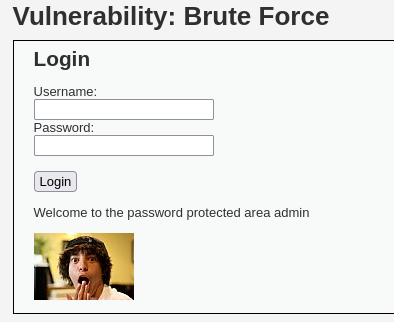 Vulnerability: Brute Force
Login
Username:
Password:
Login
Welcome to the password protected area admin